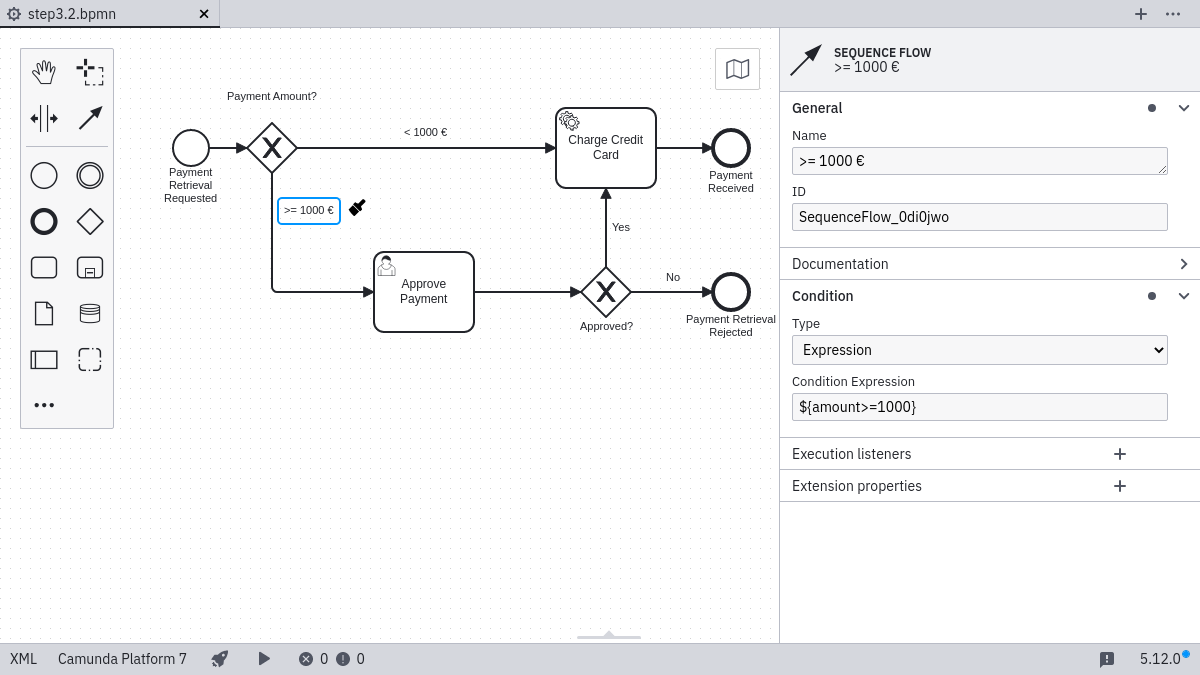 step3.2.bpmn
Payment Amount?
< 1000 €
Charge Credit
Card
Payment
Retrieval
Requested
Payment
Received
>= 1000 €
Yes
Approve
Payment
No
Approved?
Payment Retrieval
Rejected
SEQUENCE FLOW
>= 1000 €
General
Name
>= 1000 €
ID
SequenceFlow_0di0jwo
Documentation
Condition
Type
Expression
Condition Expression
${amount>=1000}
Execution listeners
Extension properties
XML Camunda Platform 7 0 0 5.12.0